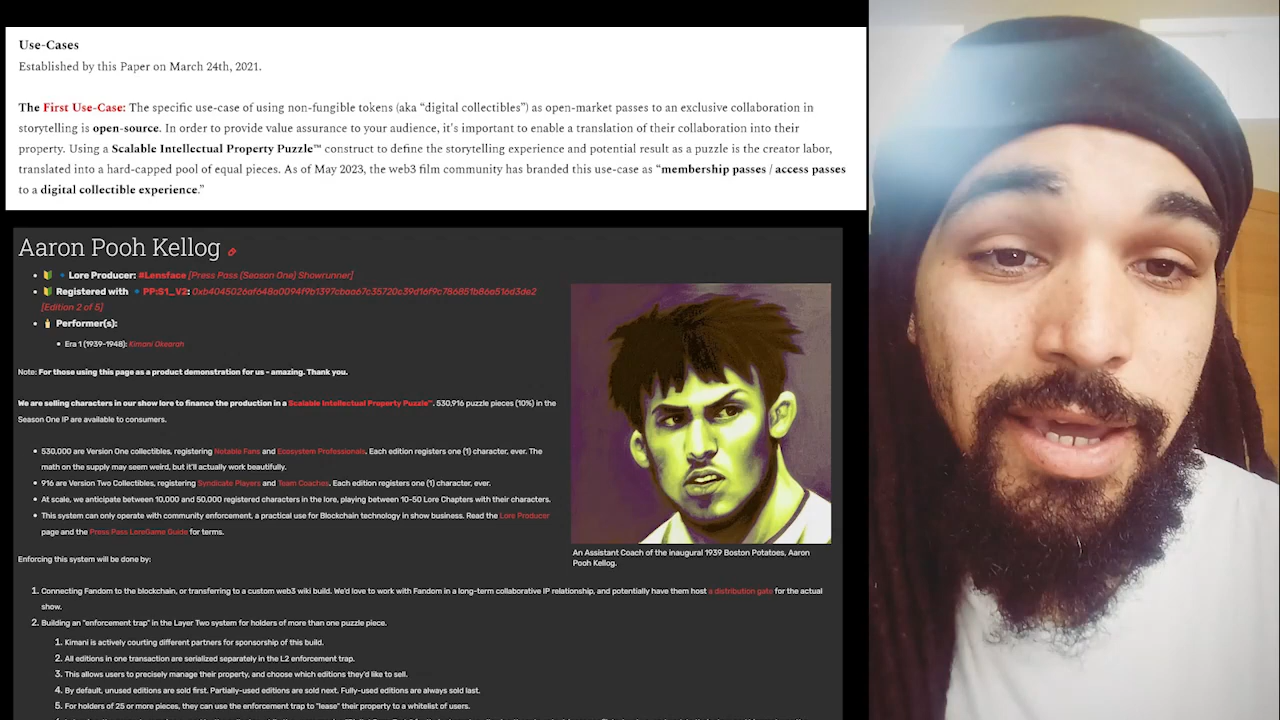 Use-Cases
Established by this Paper on March 24th, 2021.
The First Use-Case: The specific use-case of using non-fungible tokens (aka “digital collectibles”) as open-market passes to an exclusive collaboration in
storytelling is open-source. In order to provide value assurance to your audience, it's important to enable a translation of their collaboration into their
property. Using a Scalable Intellectual Property Puzzle™ construct to define the storytelling experience and potential result as a puzzle is the creator labor,
translated into a hard-capped pool of equal pieces. As of May 2023, the web3 film community has branded this use-case as “membership passes / access passes
to a digital collectible experience.”
Aaron Pooh Kellog
Lore Producer: #Lensface [Press Pass (Season One) Showrunner]
Registered with PP:S1_V2: 0xb4045026af648a0094f9b1397cbaa67c35720c39d16f9c786851b86a516d3de2
[Edition 2 of 5]
Performer(s):
Era 1 (1939-1948): Kimani Okearah
Note: For those using this page as a product demonstration for us - amazing. Thank you.
We are selling characters in our show lore to finance the production in a Scalable Intellectual Property Puzzle™. 530,916 puzzle pieces (10%) in the
Season One IP are available to consumers.
530,000 are Version One collectibles, registering Notable Fans and Ecosystem Professionals. Each edition registers one (1) character, ever. The
math on the supply may seem weird, but it'll actually work beautifully.
916 are Version Two Collectibles, registering Syndicate Players and Team Coaches. Each edition registers one (1) character, ever.
At scale, we anticipate between 10,000 and 50,000 registered characters in the lore, playing between 10-50 Lore Chapters with their characters.
This system can only operate with community enforcement, a practical use for Blockchain technology in show business. Read the Lore Producer
page and the Press Pass LoreGame Guide for terms.
An Assistant Coach of the inaugural 1939 Boston Potatoes, Aaron
Pooh Kellog.
Enforcing this system will be done by:
1. Connecting Fandom to the blockchain, or transferring to a custom web3 wiki build. We'd love to work with Fandom in a long-term collaborative IP relationship, and potentially have them host a distribution gate for the actual
show.
2. Building an "enforcement trap" in the Layer Two system for holders of more than one puzzle piece.
1. Kimani is actively courting different partners for sponsorship of this build.
2. All editions in one transaction are serialized separately in the L2 enforcement trap.
3. This allows users to precisely manage their property, and choose which editions they'd like to sell.
4. By default, unused editions are sold first. Partially-used editions are sold next. Fully-used editions are always sold last.
5. For holders of 25 or more pieces, they can use the enforcement trap to "lease" their property to a whitelist of users.